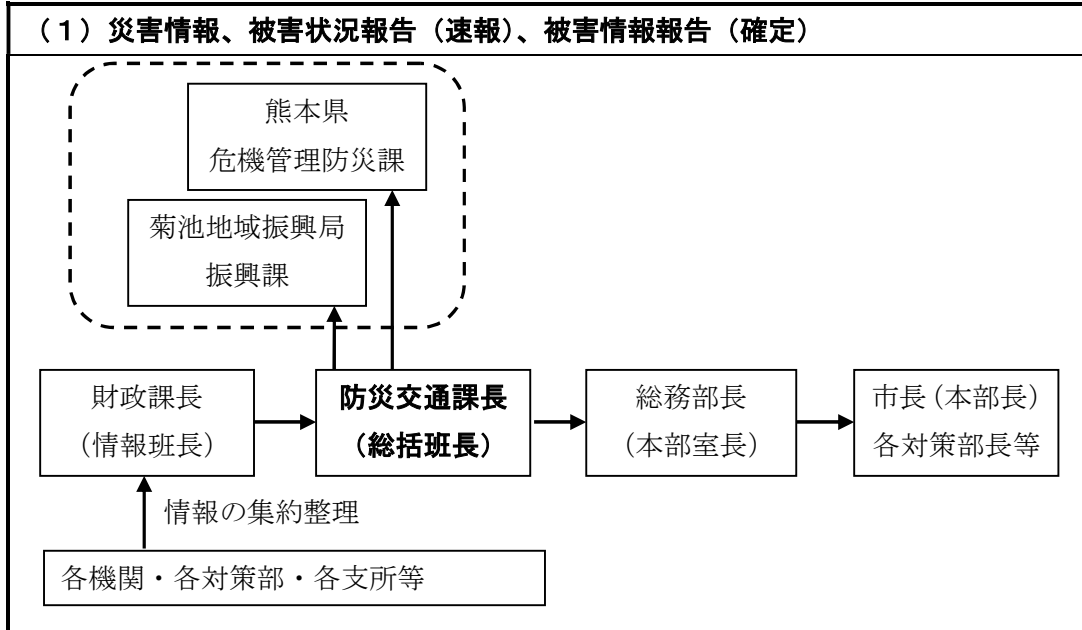 （１）災害情報、被害状況報告（速報）、被害情報報告（確定）
熊本県
危機管理防災課
菊池地域振興局
振興課
財政課長
（情報班長）
防災交通課長
（総括班長）
総務部長
（本部室長）
市長（本部長）
各対策部長等
情報の集約整理
各機関・各対策部・各支所等